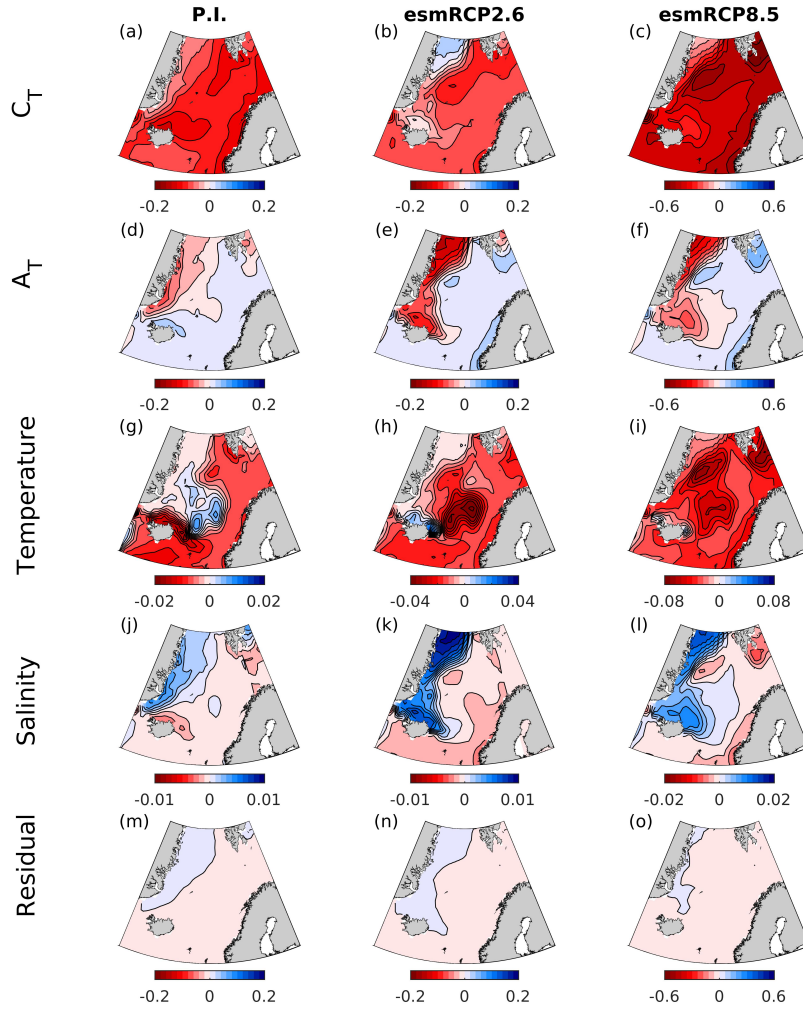 P.I. esmRCP2.6 esmRCP8.5
(a) (b) (c)
C_T
-0.2 0 0.2 -0.2 0 0.2 -0.6 0 0.6
(d) (e) (f)
A_T
-0.2 0 0.2 -0.2 0 0.2 -0.6 0 0.6
(g) (h) (i)
Temperature
-0.02 0 0.02 -0.04 0 0.04 -0.08 0 0.08
(j) (k) (l)
Salinity
-0.01 0 0.01 -0.01 0 0.01 -0.02 0 0.02
(m) (n) (o)
Residual
-0.2 0 0.2 -0.2 0 0.2 -0.6 0 0.6